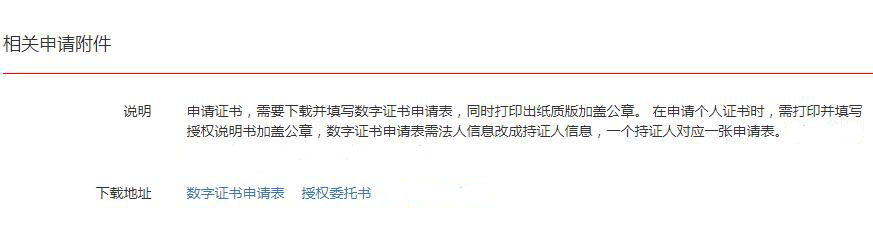 相关申请附件
说明 申请证书，需要下载并填写数字证书申请表，同时打印出纸质版加盖公章。 在申请个人证书时，需打印并填写
授权说明书加盖公章，数字证书申请表需法人信息改成持证人信息，一个持证人对应一张申请表。
下载地址 数字证书申请表 授权委托书